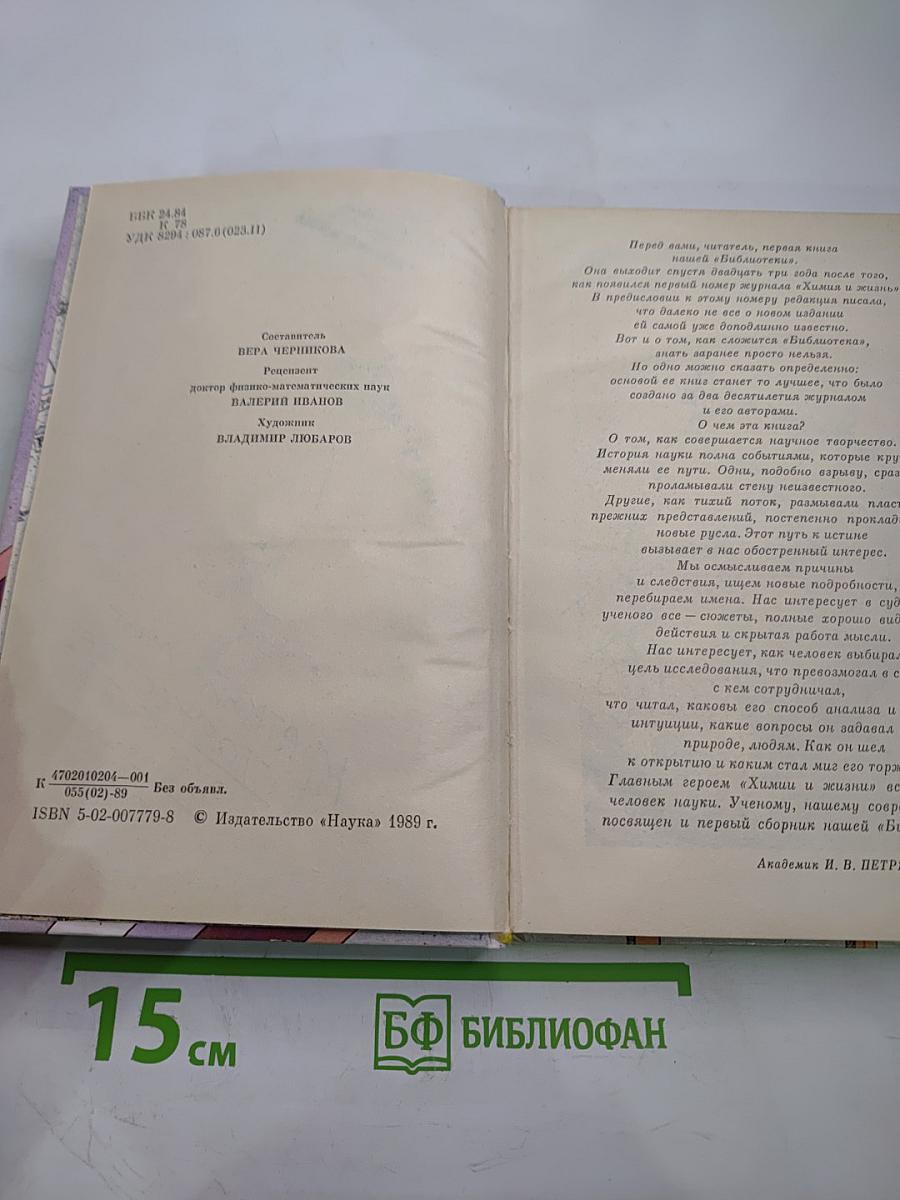 ББК 24.84
К 78
УДК 8294 : 087.6 (023.11)
Составитель
ВЕРА ЧЕРНИКОВА
Рецензент
доктор физико-математических наук
ВАЛЕРИЙ ИВАНОВ
Художник
ВЛАДИМИР ЛЮБАРОВ
К 4702010204—001
055(02)-89 Без объявл.
ISBN 5-02-007779-8 © Издательство «Наука» 1989 г.
Перед вами, читатель, первая книга
нашей «Библиотеки».
Она выходит спустя двадцать три года после того,
как появился первый номер журнала «Химия и жизнь»
В предисловии к этому номеру редакция писала,
что далеко не все о новом издании
ей самой уже доподлинно известно.
Вот и о том, как сложится «Библиотека»,
знать заранее просто нельзя.
Но одно можно сказать определенно:
основой ее книг станет то лучшее, что было
создано за два десятилетия журналом
и его авторами.
О чем эта книга?
О том, как совершается научное творчество.
История науки полна событиями, которые кру
меняли ее пути. Одни, подобно взрыву, сраз
проламывали стену неизвестного.
Другие, как тихий поток, размывали пласт
прежних представлений, постепенно проклад
новые русла. Этот путь к истине
вызывает в нас обостренный интерес.
Мы осмысливаем причины
и следствия, ищем новые подробности,
перебираем имена. Нас интересует в суд
ученого все — сюжеты, полные хорошо вид
действия и скрытая работа мысли.
Нас интересует, как человек выбирал
цель исследования, что превозмогал в с
с кем сотрудничал,
что читал, каковы его способ анализа и
интуиции, какие вопросы он задавал
природе, людям. Как он шел
к открытию и каким стал миг его торж
Главным героем «Химии и жизни» вс
человек науки. Ученому, нашему совре
посвящен и первый сборник нашей «Би
Академик И. В. ПЕТР
15 см
БФ БИБЛИОФАН